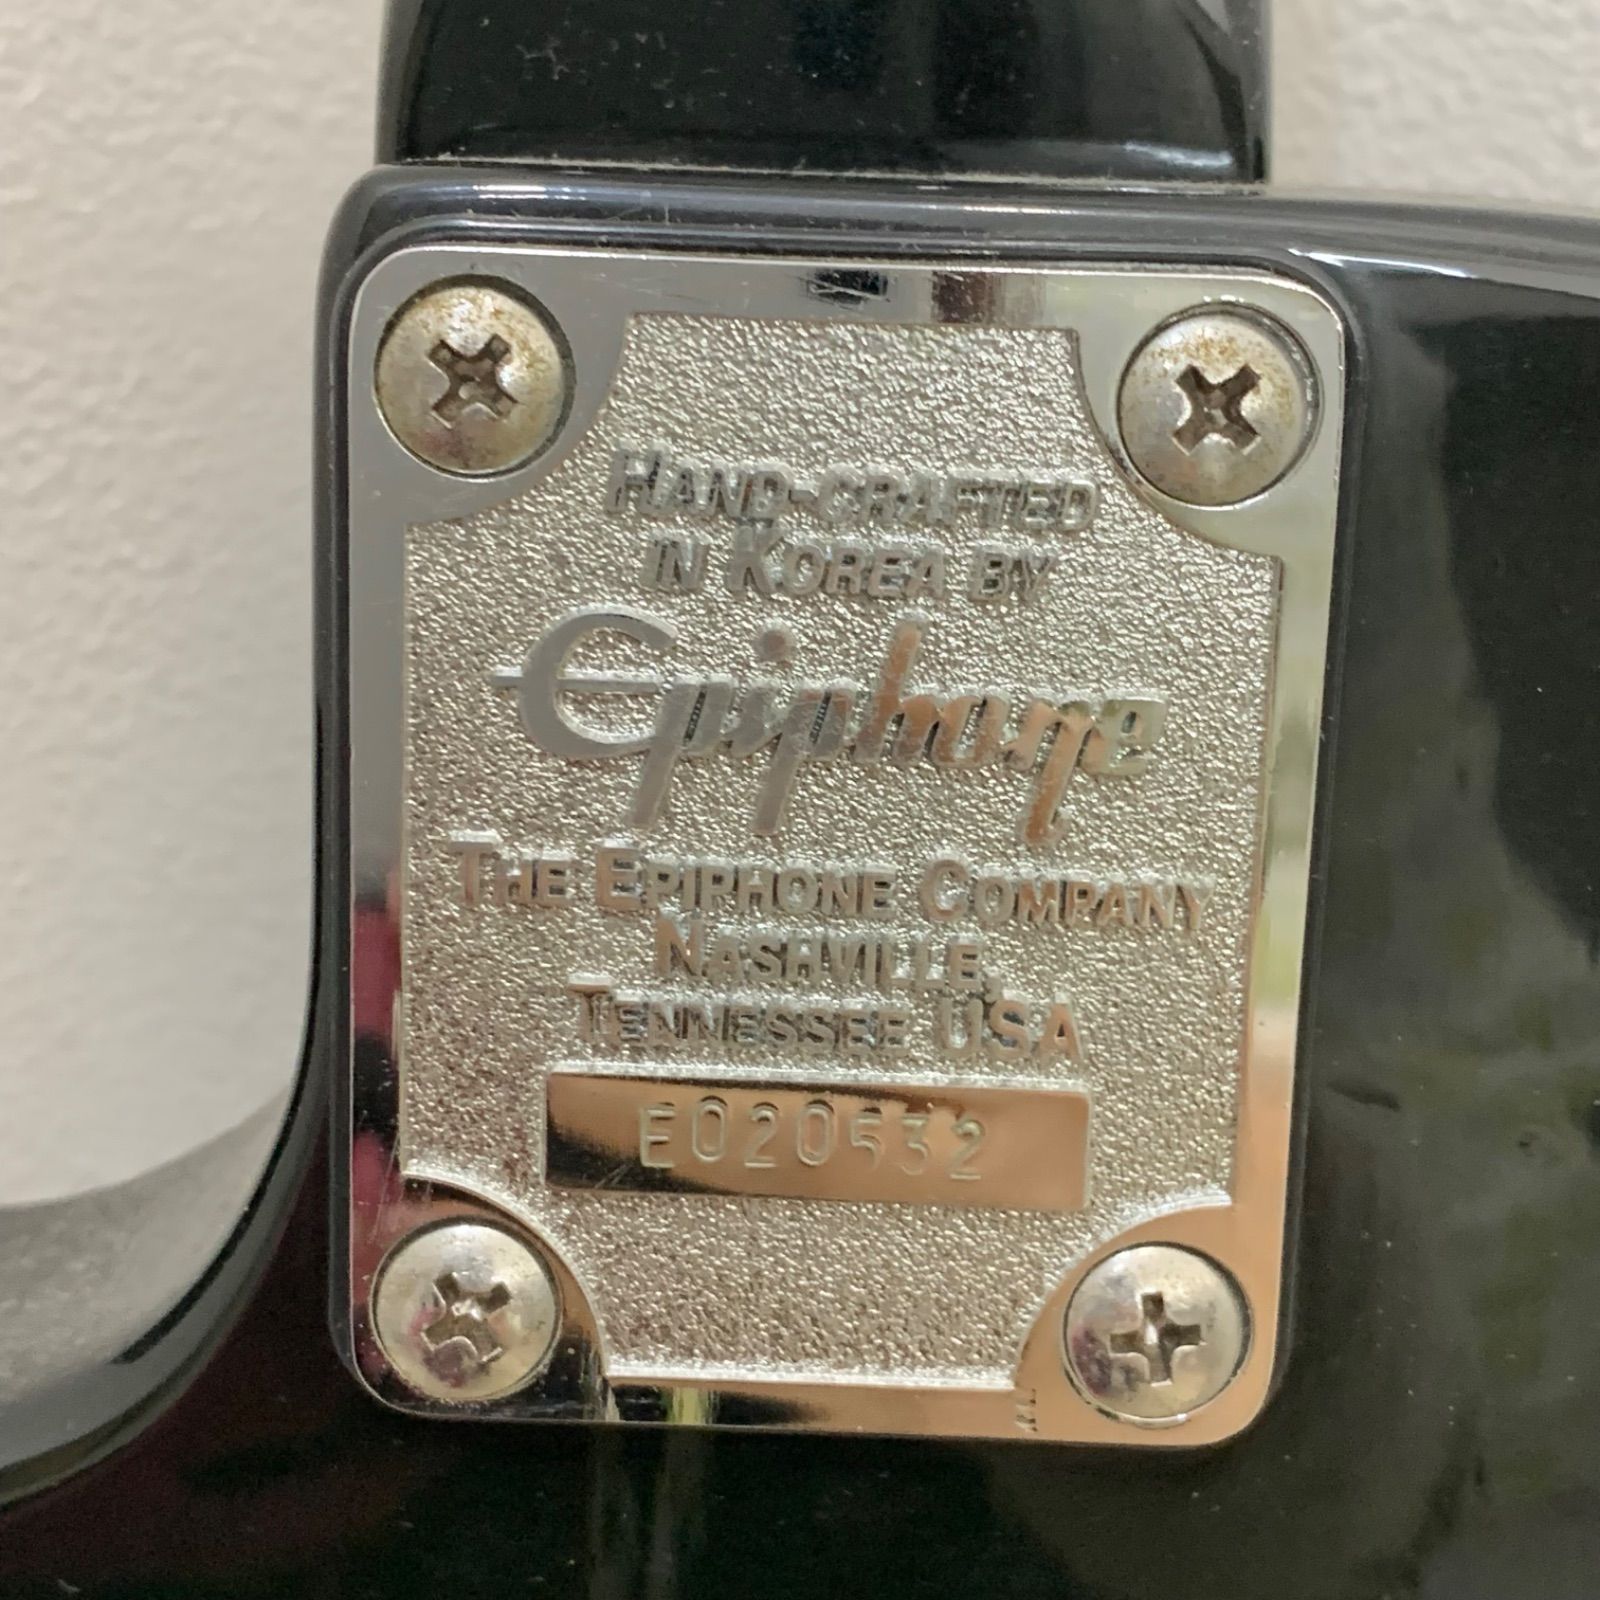 HAND-CRAFTED
IN KOREA BY
Epiphone
THE EPIPHONE COMPANY
NASHVILLE,
TENNESSEE USA
E020532